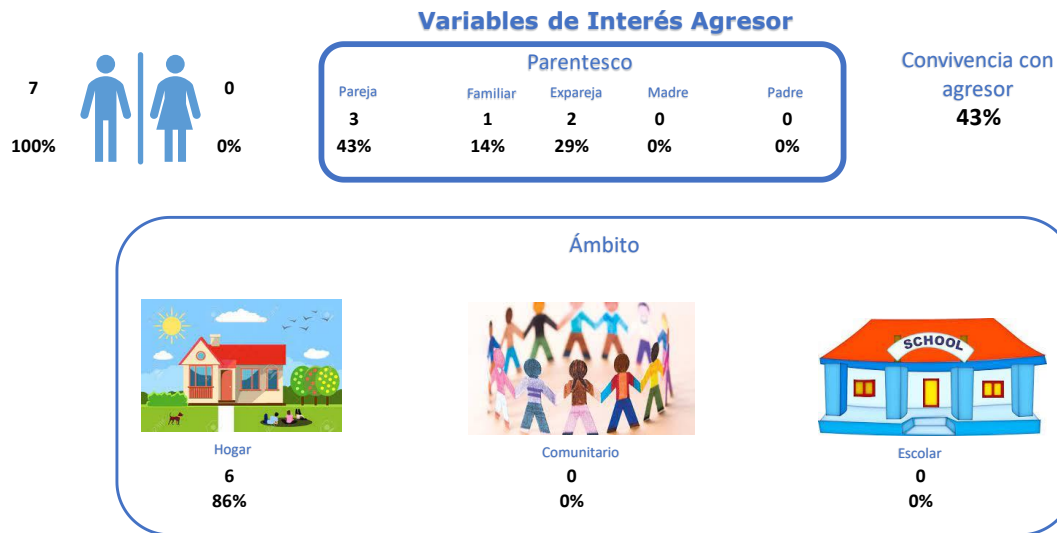 Variables de Interés Agresor
7
100%
0
0%
Parentesco
Pareja Familiar Expareja Madre Padre
3 1 2 0 0
43% 14% 29% 0% 0%
Convivencia con
agresor
43%
Ámbito
SCHOOL
Hogar Comunitario Escolar
6 0 0
86% 0% 0%